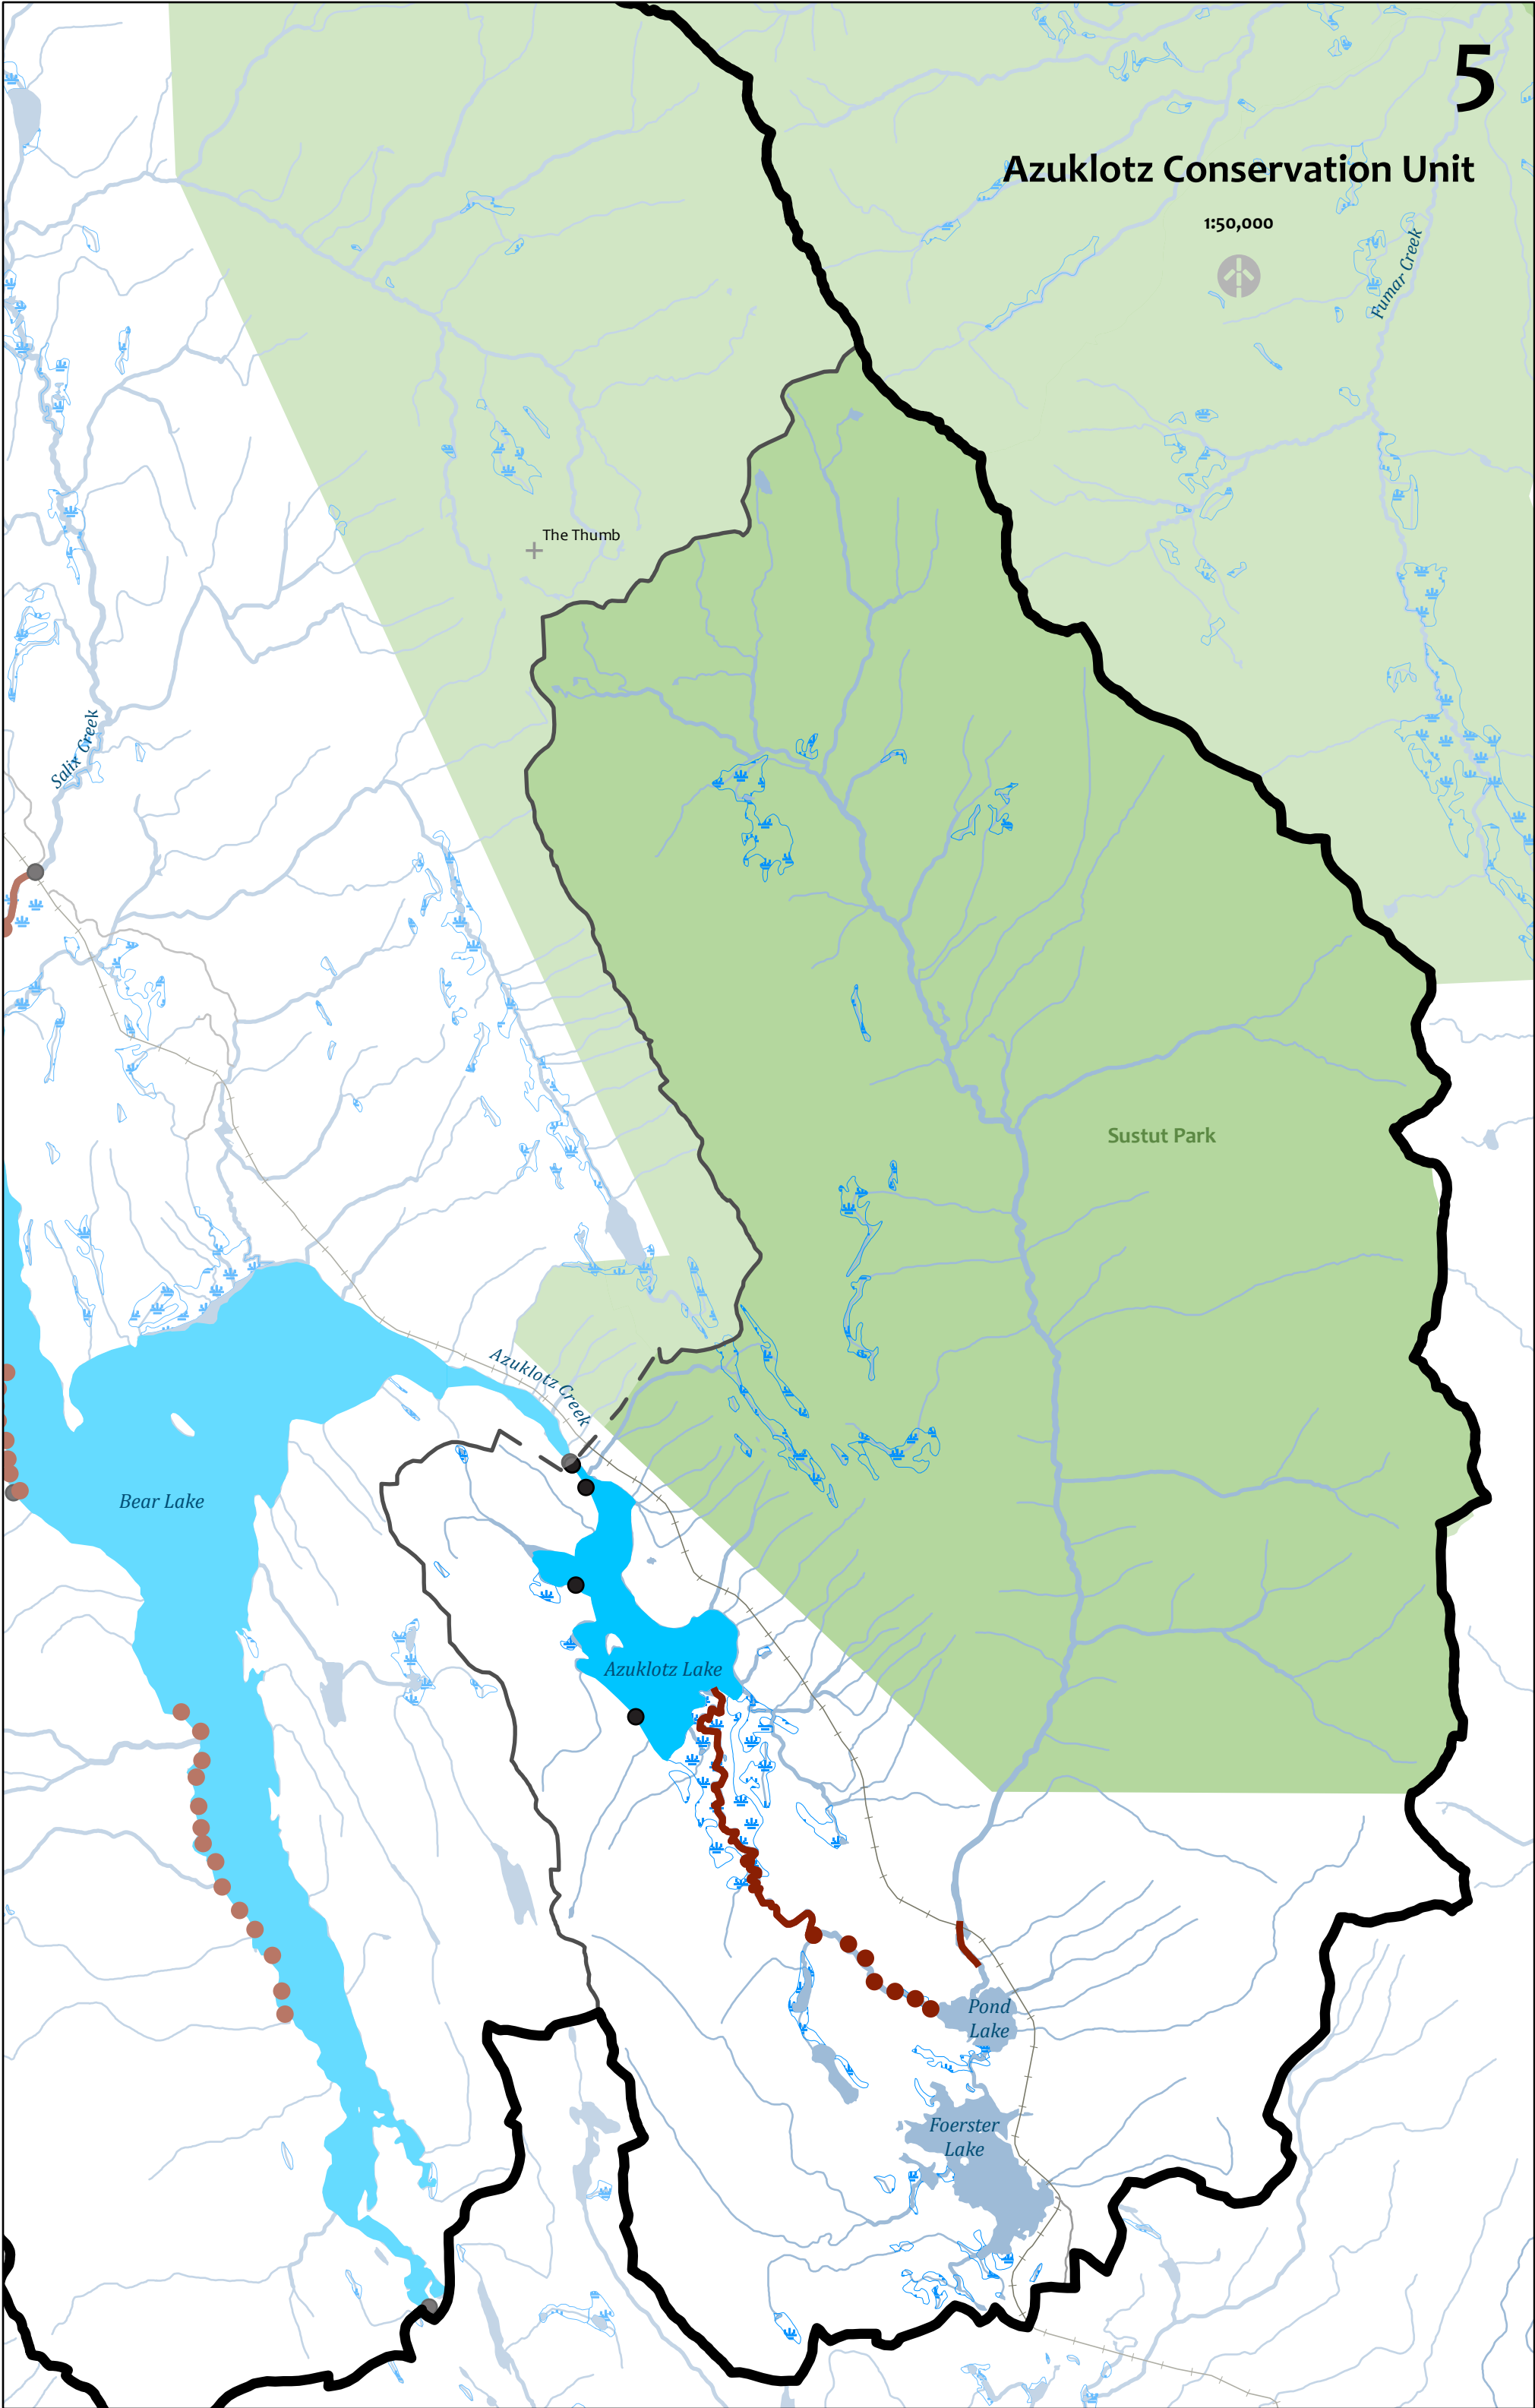 5
Azuklotz Conservation Unit
1:50,000
Fumar Creek
The Thumb
Salix Creek
Sustut Park
Azuklotz Creek
Bear Lake
Azuklotz Lake
Pond
Lake
Foerster
Lake